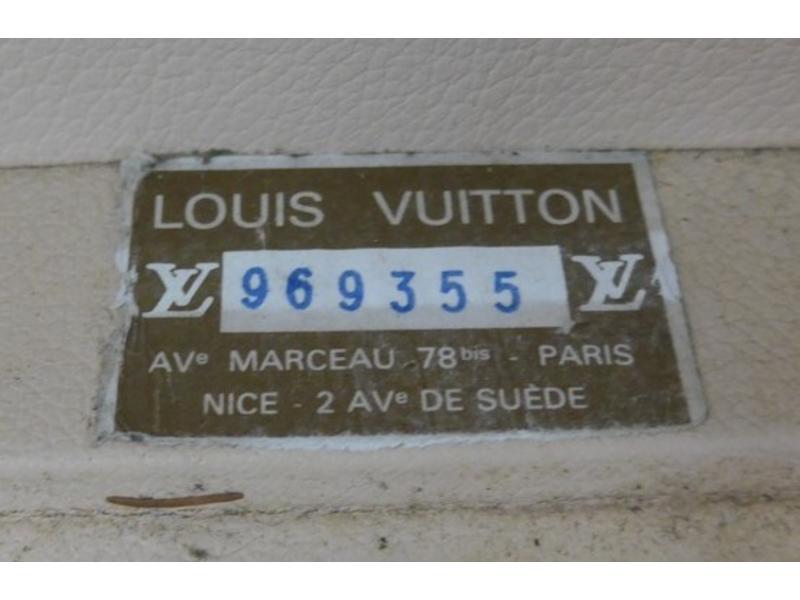 LOUIS VUITTON
LV 969355 LV
AVe MARCEAU 78bis - PARIS
NICE - 2 AVe DE SUÈDE